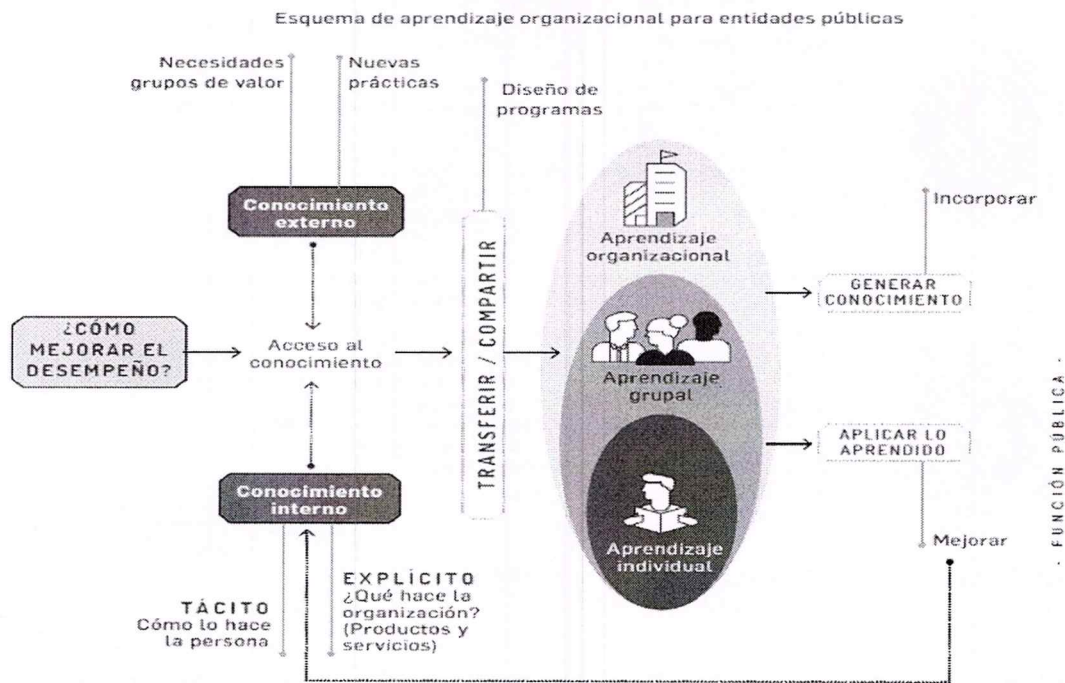 Esquema de aprendizaje organizacional para entidades públicas
Necesidades
grupos de valor
Nuevas
prácticas
Diseño de
programas
Conocimiento
externo
¿CÓMO
MEJORAR EL
DESEMPEÑO?
Acceso al
conocimiento
TRANSFERIR / COMPARTIR
Aprendizaje
organizacional
Aprendizaje
grupal
Aprendizaje
individual
Incorporar
GENERAR
CONOCIMIENTO
APLICAR LO
APRENDIDO
Mejorar
Conocimiento
interno
TÁCITO
Cómo lo hace
la persona
EXPLÍCITO
¿Qué hace la
organización?
(Productos y
servicios)
· FUNCIÓN PÚBLICA ·